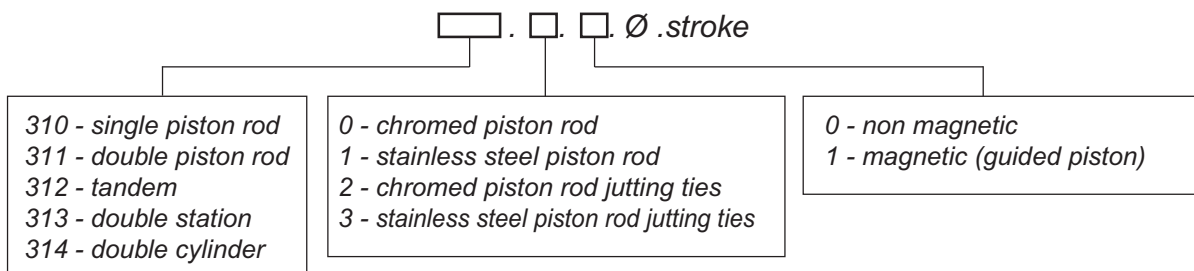 . . . Ø .stroke
310 - single piston rod
311 - double piston rod
312 - tandem
313 - double station
314 - double cylinder
0 - chromed piston rod
1 - stainless steel piston rod
2 - chromed piston rod jutting ties
3 - stainless steel piston rod jutting ties
0 - non magnetic
1 - magnetic (guided piston)